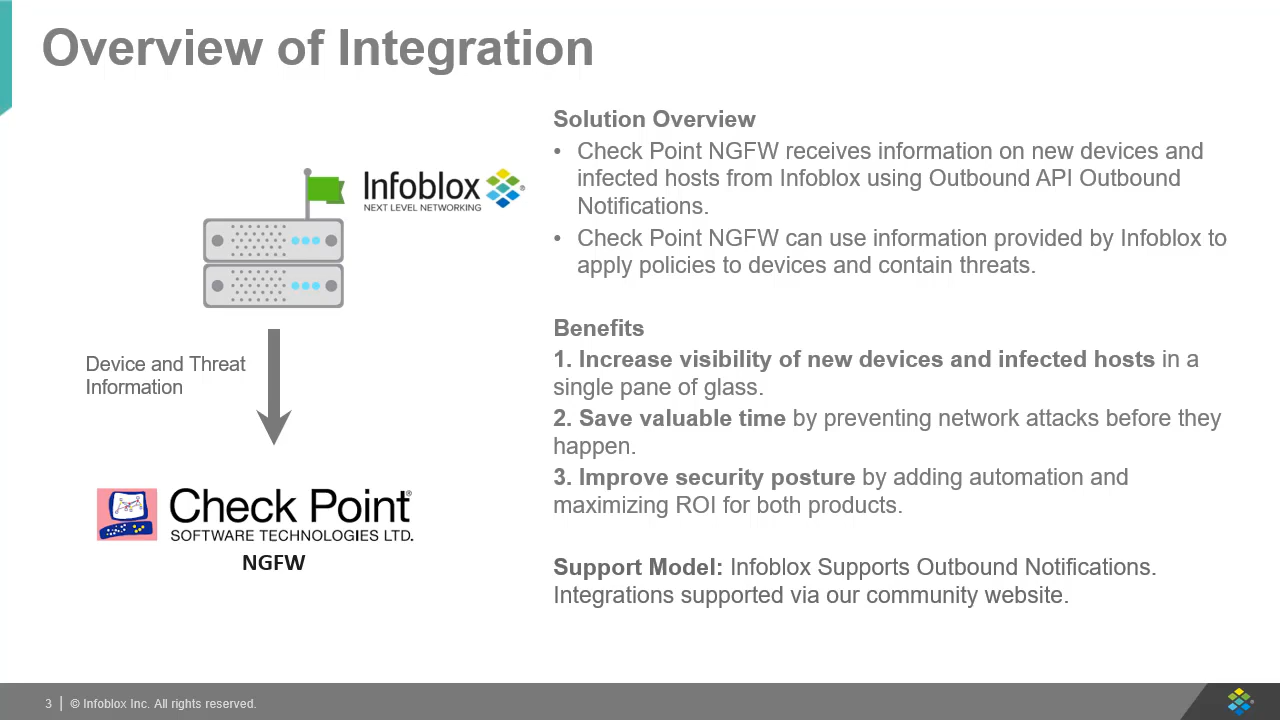 Overview of Integration
Infoblox
NEXT LEVEL NETWORKING
Device and Threat
Information
Check Point
SOFTWARE TECHNOLOGIES LTD.
NGFW
Solution Overview
• Check Point NGFW receives information on new devices and
infected hosts from Infoblox using Outbound API Outbound
Notifications.
• Check Point NGFW can use information provided by Infoblox to
apply policies to devices and contain threats.
Benefits
1. Increase visibility of new devices and infected hosts in a
single pane of glass.
2. Save valuable time by preventing network attacks before they
happen.
3. Improve security posture by adding automation and
maximizing ROI for both products.
Support Model: Infoblox Supports Outbound Notifications.
Integrations supported via our community website.
3 | © Infoblox Inc. All rights reserved.